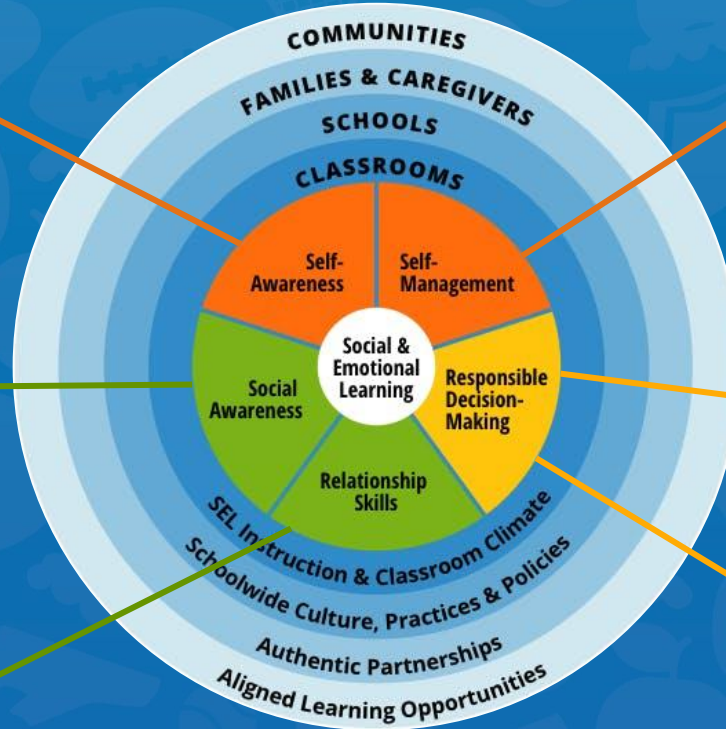 COMMUNITIES
FAMILIES & CAREGIVERS
SCHOOLS
CLASSROOMS
Self-
Awareness
Self-
Management
Social &
Emotional
Learning
Social
Awareness
Responsible
Decision-
Making
Relationship
Skills
SEL Instruction & Classroom Climate
Schoolwide Culture, Practices & Policies
Authentic Partnerships
Aligned Learning Opportunities